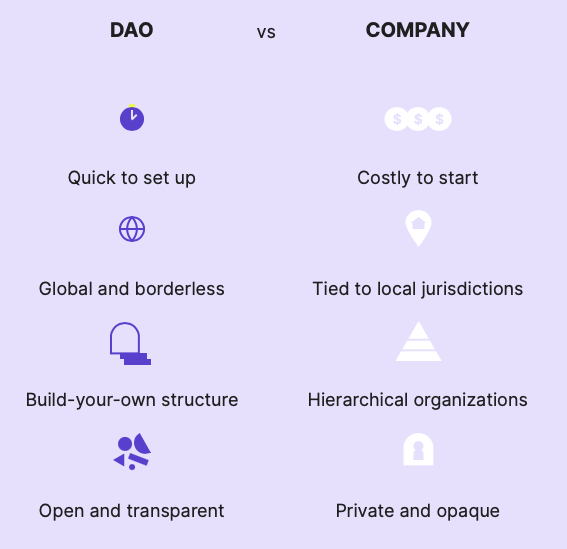 DAO vs COMPANY
Quick to set up
Costly to start
Global and borderless
Tied to local jurisdictions
Build-your-own structure
Hierarchical organizations
Open and transparent
Private and opaque